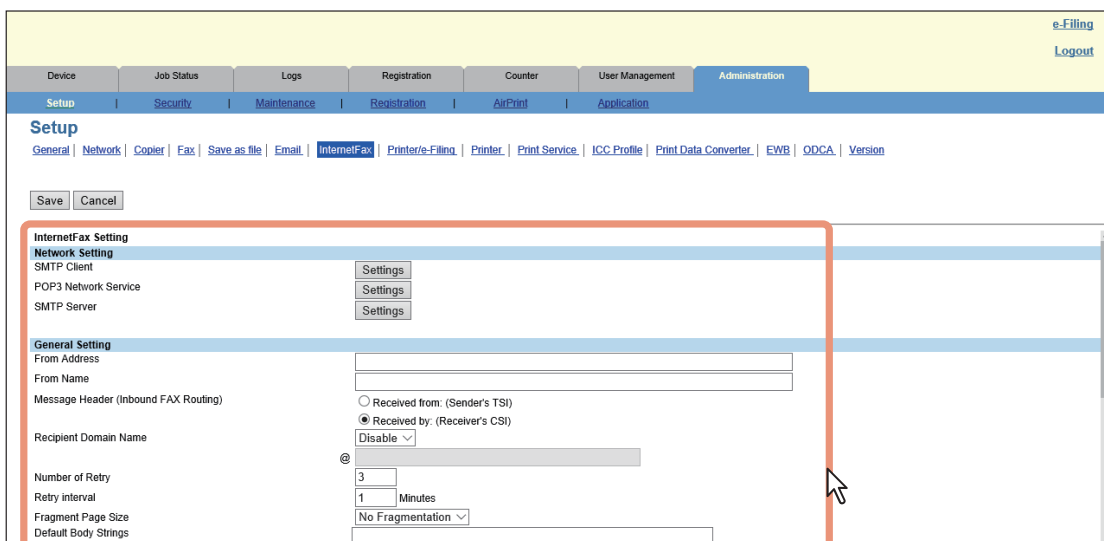 e-Filing
Logout
Device Job Status Logs Registration Counter User Management Administration
Setup | Security | Maintenance | Registration | AirPrint | Application
Setup
General | Network | Copier | Fax | Save as file | Email | InternetFax | Printer/e-Filing | Printer | Print Service | ICC Profile | Print Data Converter | EWB | ODCA | Version
Save Cancel
InternetFax Setting
Network Setting
SMTP Client Settings
POP3 Network Service Settings
SMTP Server Settings
General Setting
From Address
From Name
Message Header (Inbound FAX Routing) Received from: (Sender's TSI)
Received by: (Receiver's CSI)
Recipient Domain Name Disable
@
Number of Retry 3
Retry interval 1 Minutes
Fragment Page Size No Fragmentation
Default Body Strings